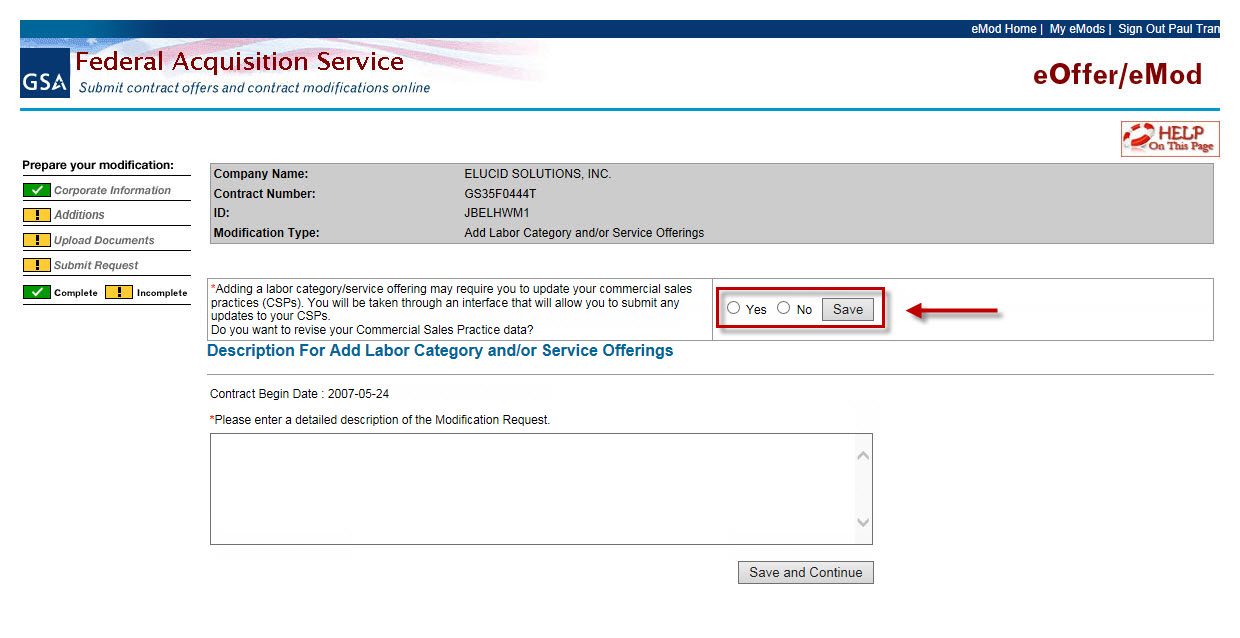 eMod Home | My eMods | Sign Out Paul Tran
GSA
Federal Acquisition Service
Submit contract offers and contract modifications online
eOffer/eMod
HELP
On This Page
Prepare your modification:
Corporate Information
! Additions
! Upload Documents
! Submit Request
Complete ! Incomplete
Company Name: ELUCID SOLUTIONS, INC.
Contract Number: GS35F0444T
ID: JBELHWM1
Modification Type: Add Labor Category and/or Service Offerings
*Adding a labor category/service offering may require you to update your commercial sales
practices (CSPs). You will be taken through an interface that will allow you to submit any
updates to your CSPs.
Do you want to revise your Commercial Sales Practice data?
Yes No Save
Description For Add Labor Category and/or Service Offerings
Contract Begin Date : 2007-05-24
*Please enter a detailed description of the Modification Request.
Save and Continue